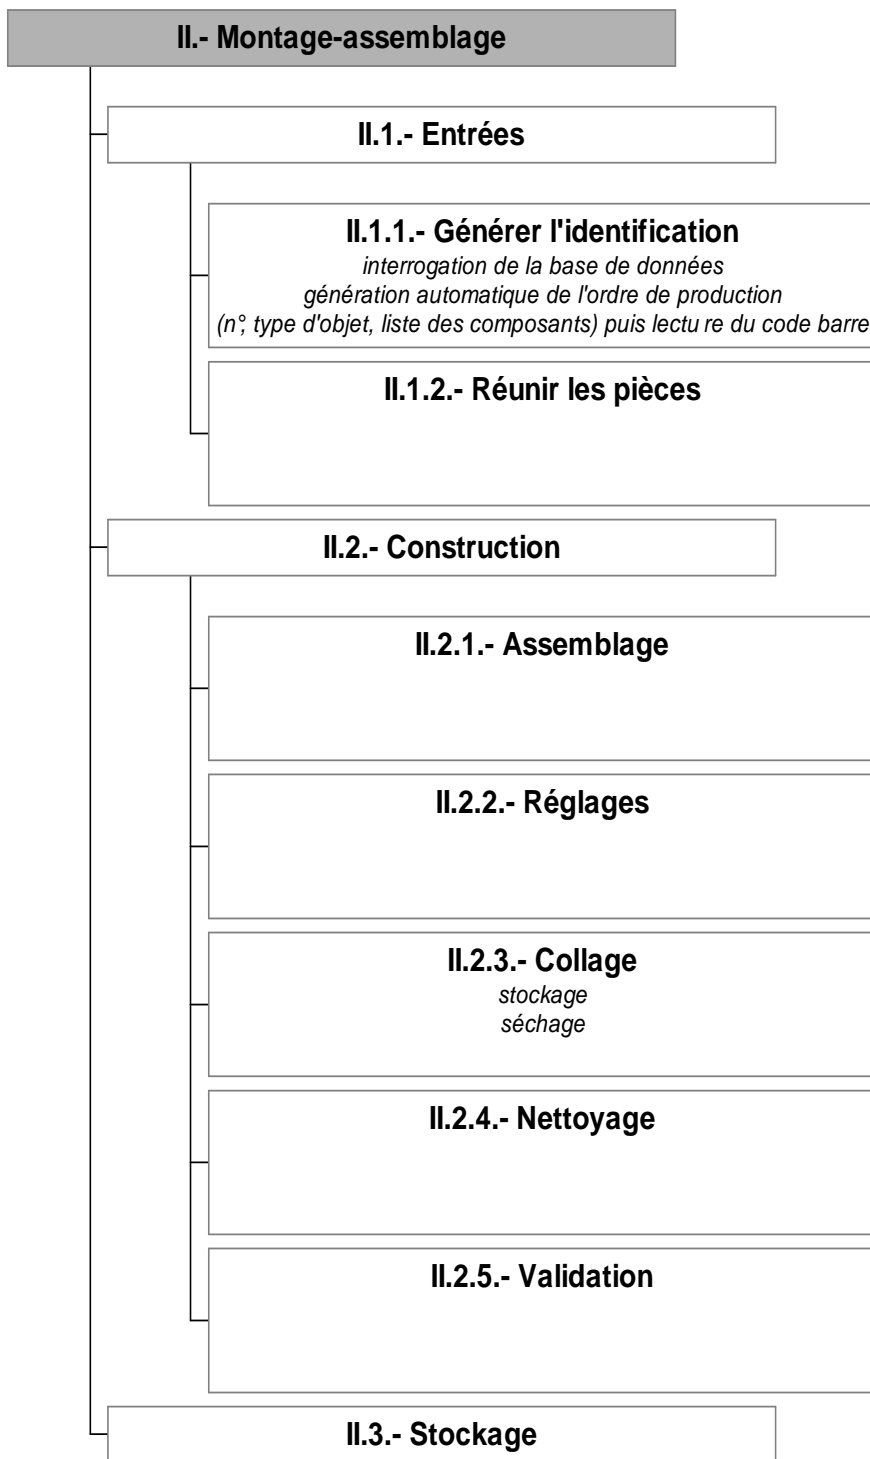 II.- Montage-assemblage
II.1.- Entrées
II.1.1.- Générer l'identification
interrogation de la base de données
génération automatique de l'ordre de production
(n°, type d'objet, liste des composants) puis lectu re du code barre
II.1.2.- Réunir les pièces
II.2.- Construction
II.2.1.- Assemblage
II.2.2.- Réglages
II.2.3.- Collage
stockage
séchage
II.2.4.- Nettoyage
II.2.5.- Validation
II.3.- Stockage